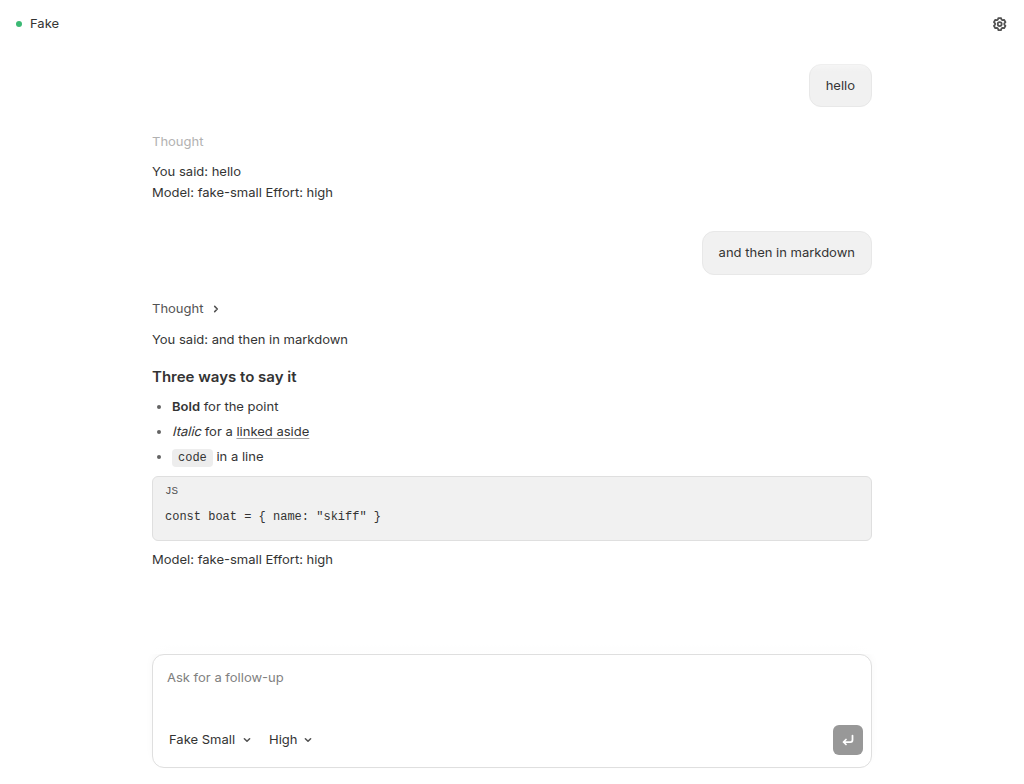 Fake
hello
Thought
You said: hello
Model: fake-small Effort: high
and then in markdown
Thought
You said: and then in markdown
Three ways to say it
Bold for the point
Italic for a linked aside
code in a line
JS
const boat = { name: "skiff" }
Model: fake-small Effort: high
Ask for a follow-up
Fake Small High